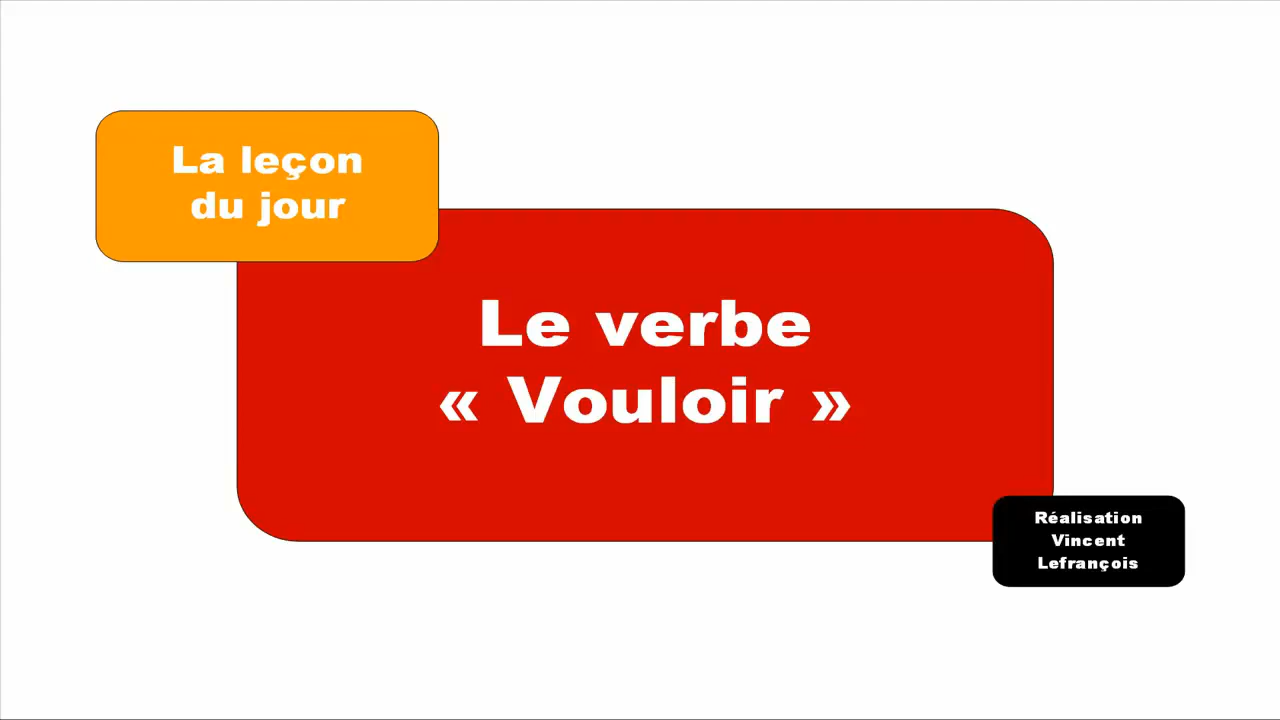 La leçon
du jour
Le verbe
« Vouloir »
Réalisation
Vincent
Lefrançois